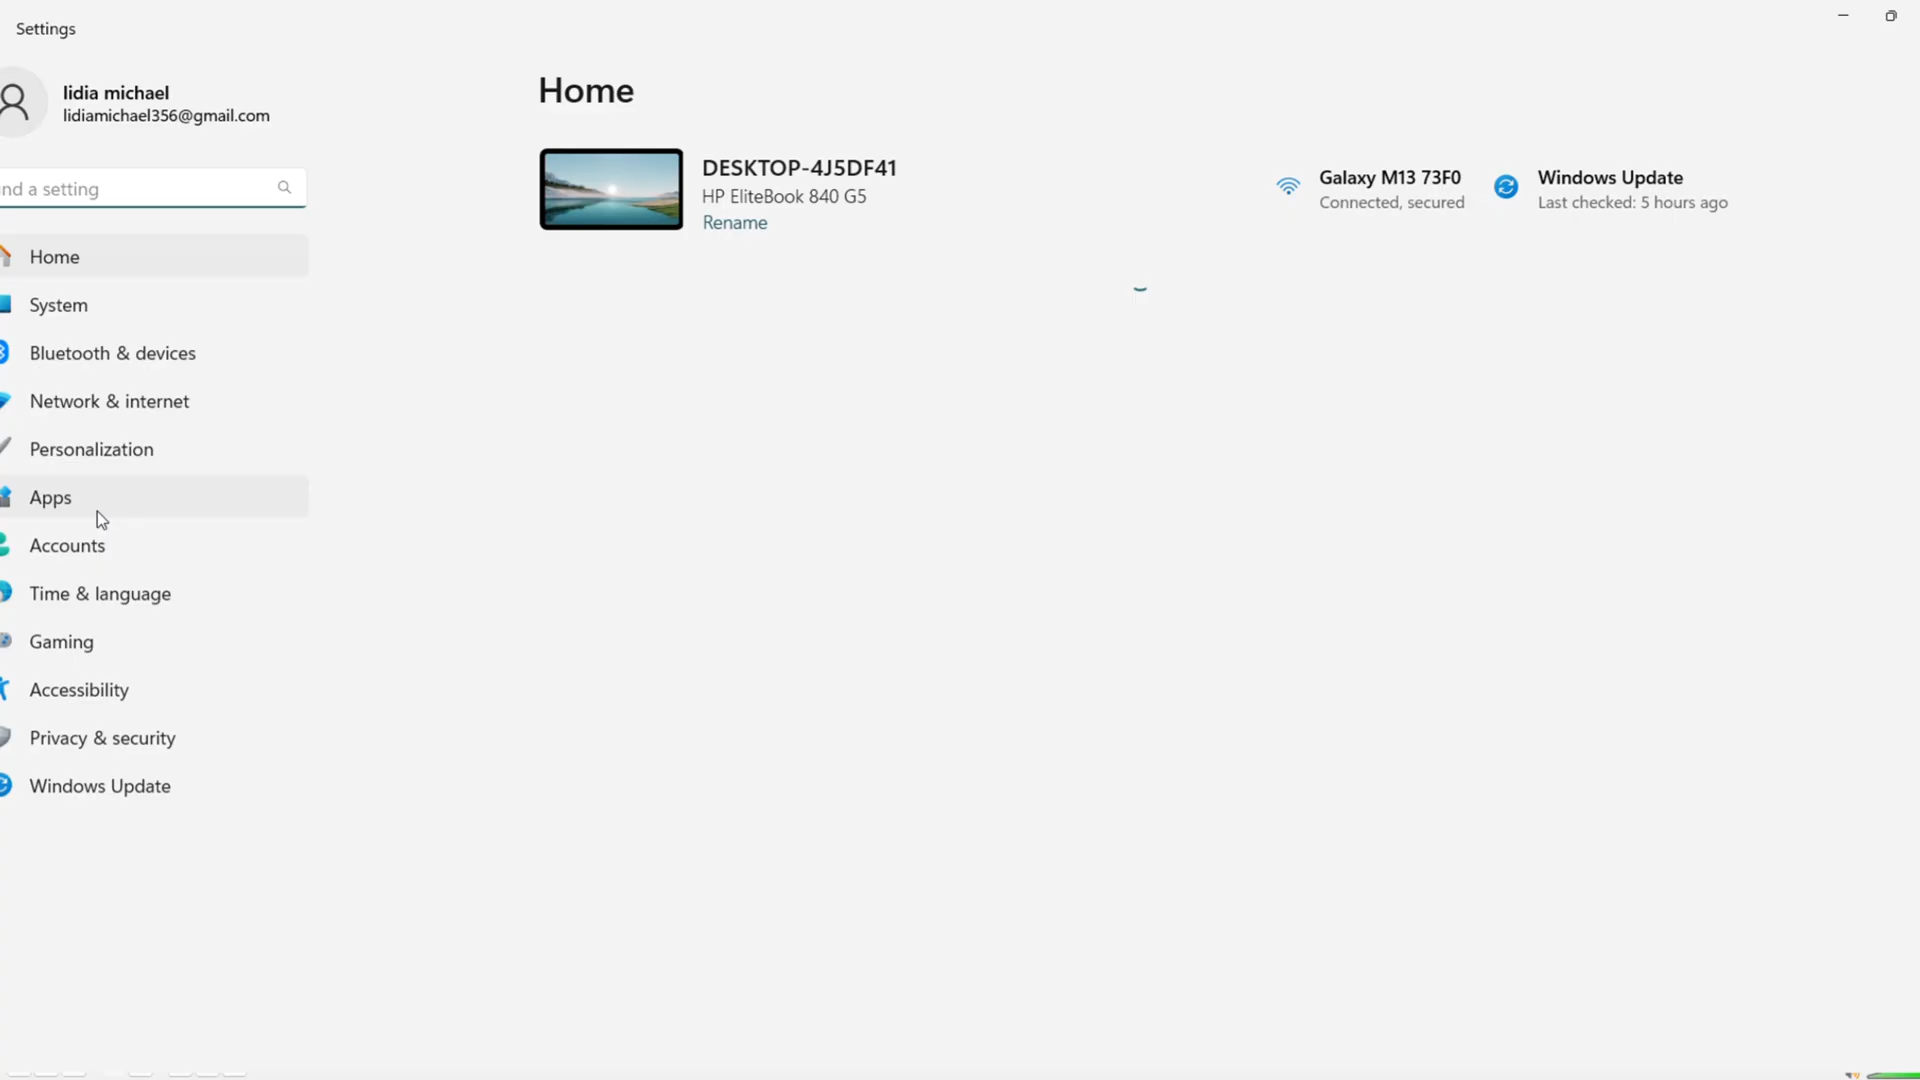 Settings
lidia michael
lidiamichael356@gmail.com
nd a setting
Home
System
Bluetooth & devices
Network & internet
Personalization
Apps
Accounts
Time & language
Gaming
Accessibility
Privacy & security
Windows Update
Home
DESKTOP-4J5DF41
HP EliteBook 840 G5
Rename
Galaxy M13 73F0
Connected, secured
Windows Update
Last checked: 5 hours ago